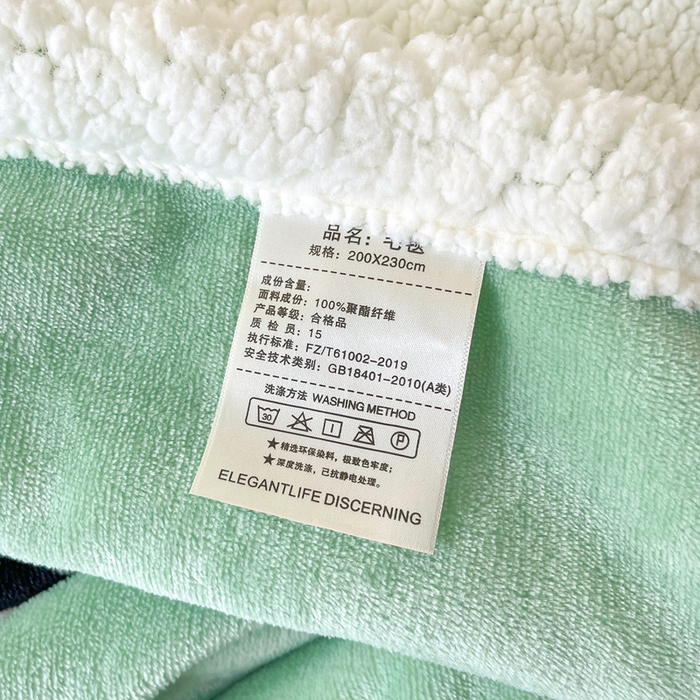 品名：毛毯
规格：200X230cm
成份含量：
面料成份：100%聚酯纤维
产品等级：合格品
质 检 员：15
执行标准：FZ/T61002-2019
安全技术类别：GB18401-2010(A类)
洗涤方法 WASHING METHOD
30 P
★精选环保染料，极致色牢度；
★深度洗涤，已抗静电处理。
ELEGANTLIFE DISCERNING